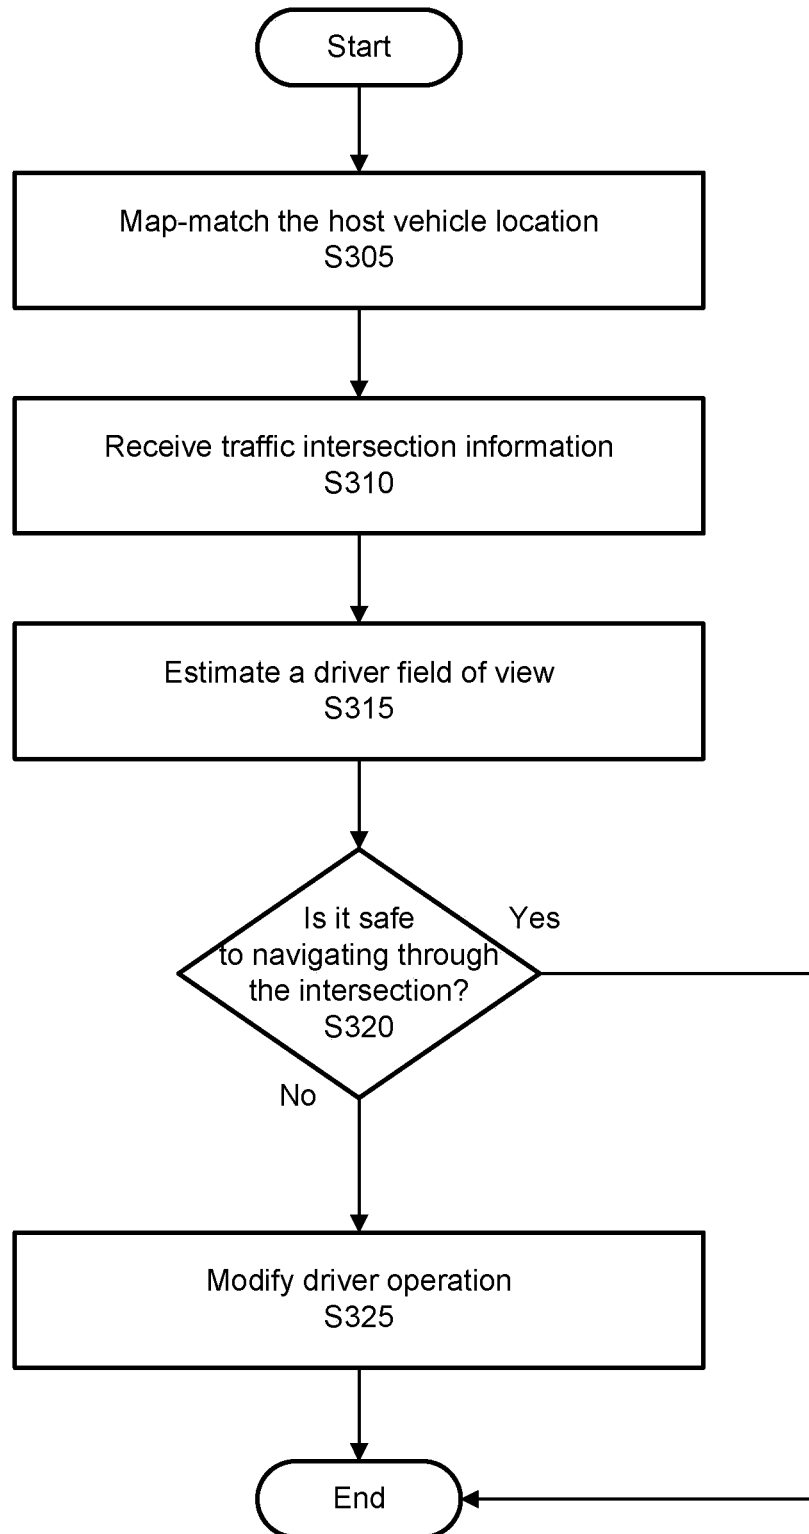 Start
Map-match the host vehicle location
S305
Receive traffic intersection information
S310
Estimate a driver field of view
S315
Is it safe
to navigating through
the intersection?
S320
Yes
No
Modify driver operation
S325
End